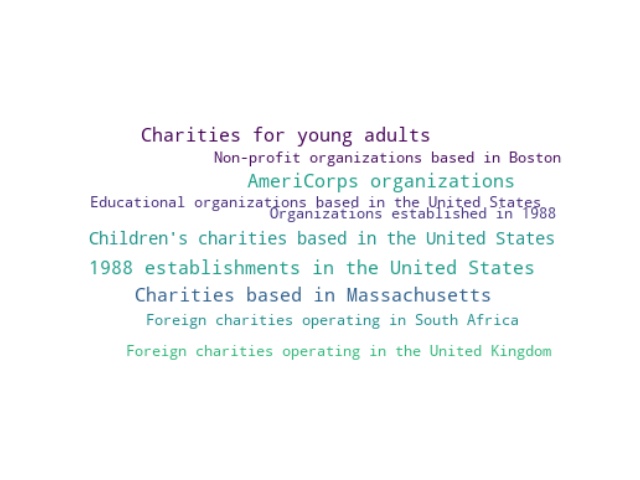 Charities for young adults
Non-profit organizations based in Boston
AmeriCorps organizations
Educational organizations based in the United States
Organizations established in 1988
Children's charities based in the United States
1988 establishments in the United States
Charities based in Massachusetts
Foreign charities operating in South Africa
Foreign charities operating in the United Kingdom